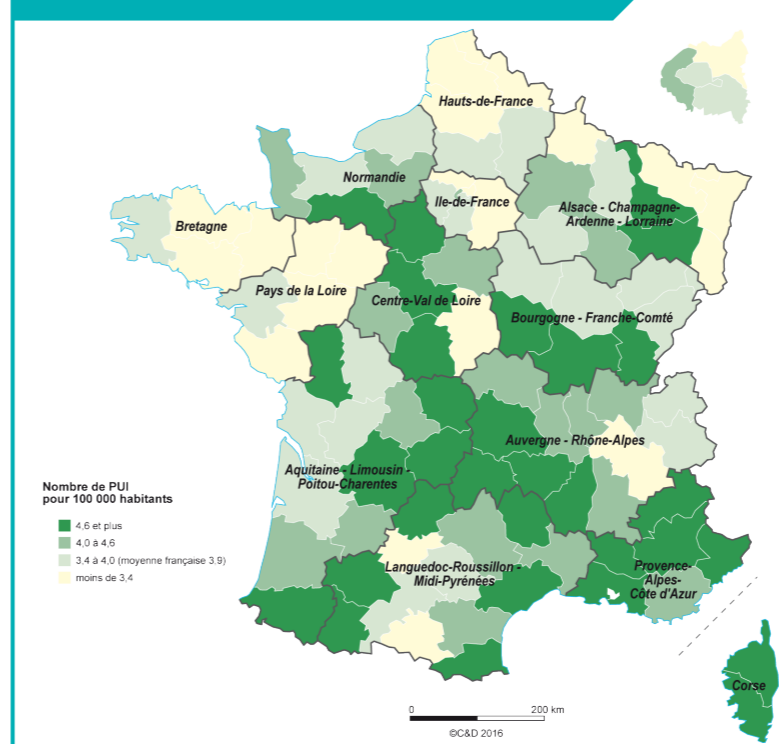 Hauts-de-France
Normandie
Ile-de-France
Alsace - Champagne-
Ardenne - Lorraine
Bretagne
Pays de la Loire
Centre-Val de Loire
Bourgogne - Franche-Comté
Auvergne - Rhône-Alpes
Aquitaine - Limousin -
Poitou-Charentes
Languedoc-Roussillon -
Midi-Pyrénées
Provence-
Alpes-
Côte d'Azur
Corse
Nombre de PUI
pour 100 000 habitants
4,6 et plus
4,0 à 4,6
3,4 à 4,0 (moyenne française 3.9)
moins de 3,4
0 200 km
©C&D 2016